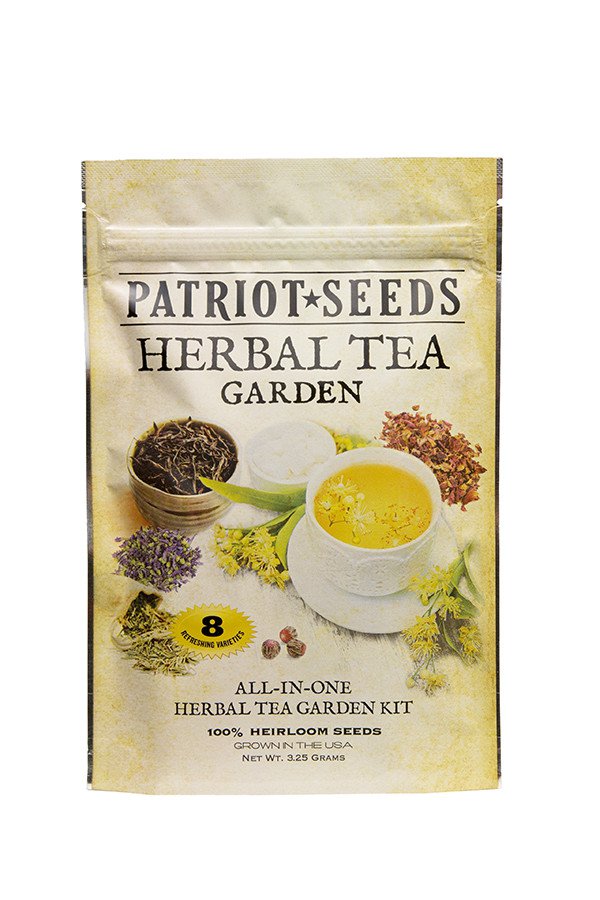 PATRIOT★SEEDS
HERBAL TEA
GARDEN
8
REFRESHING VARIETIES
ALL-IN-ONE
HERBAL TEA GARDEN KIT
100% HEIRLOOM SEEDS
GROWN IN THE USA
NET WT. 3.25 GRAMS